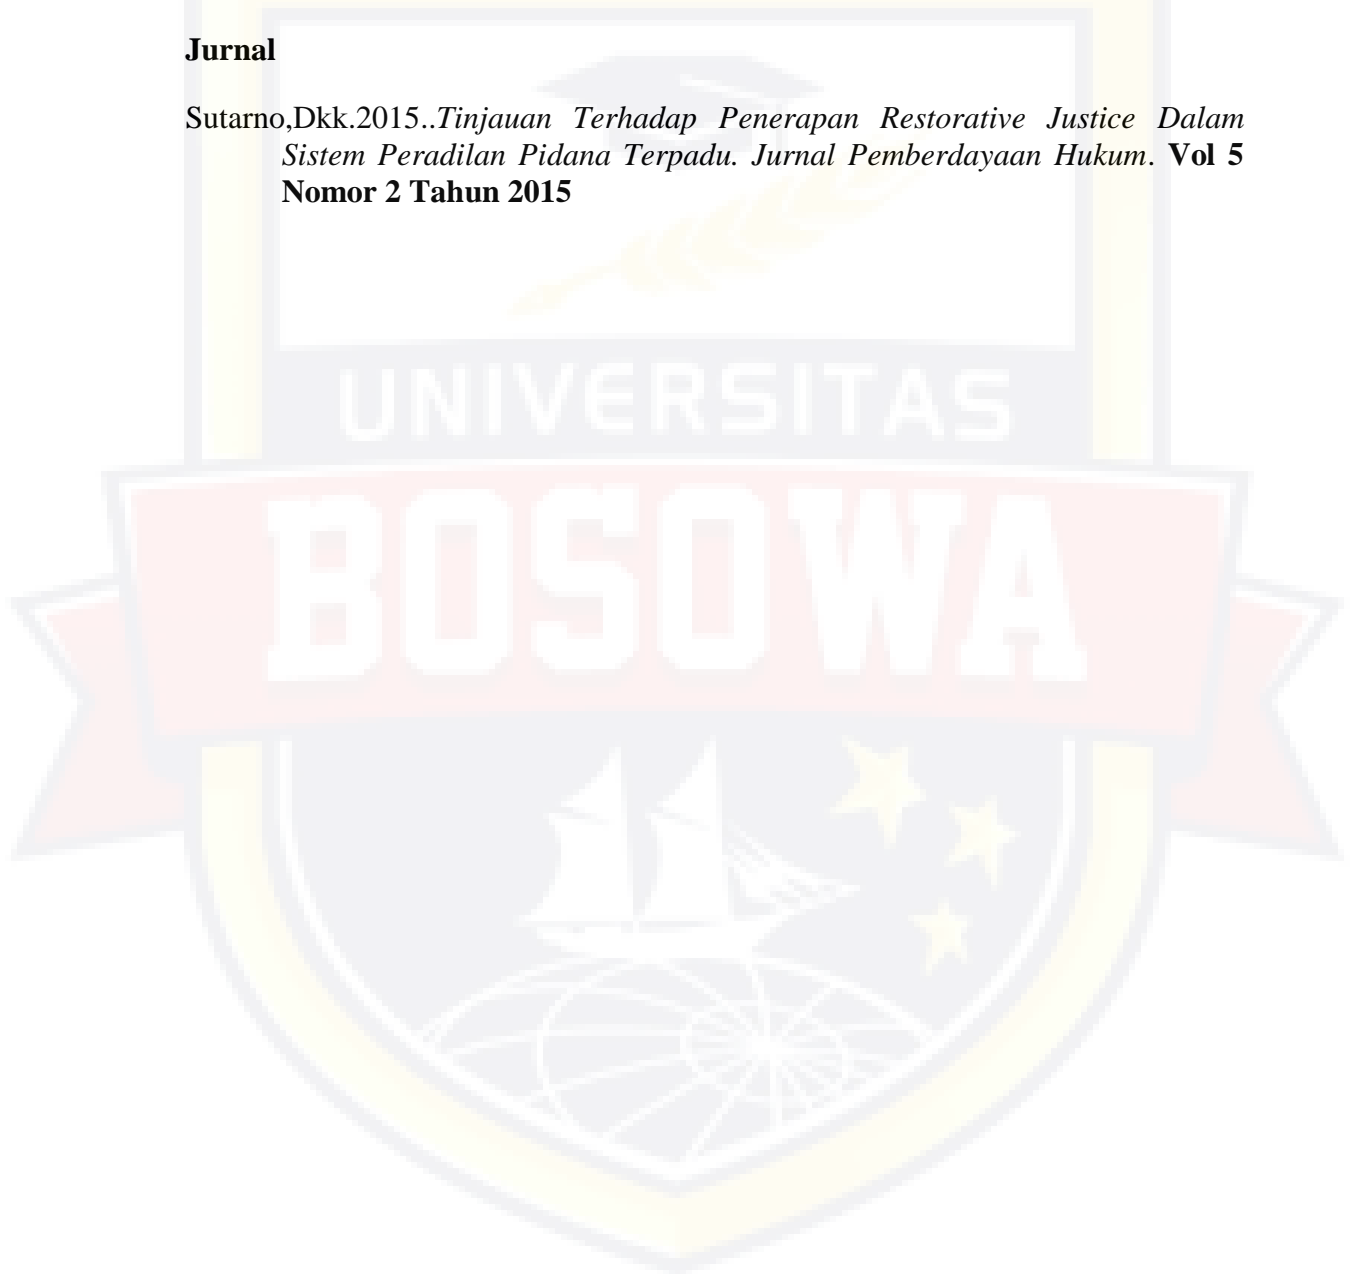 Jurnal
Sutarno,Dkk.2015..Tinjauan Terhadap Penerapan Restorative Justice Dalam
Sistem Peradilan Pidana Terpadu. Jurnal Pemberdayaan Hukum. Vol 5
Nomor 2 Tahun 2015
UNIVERSITAS
BOSOWA